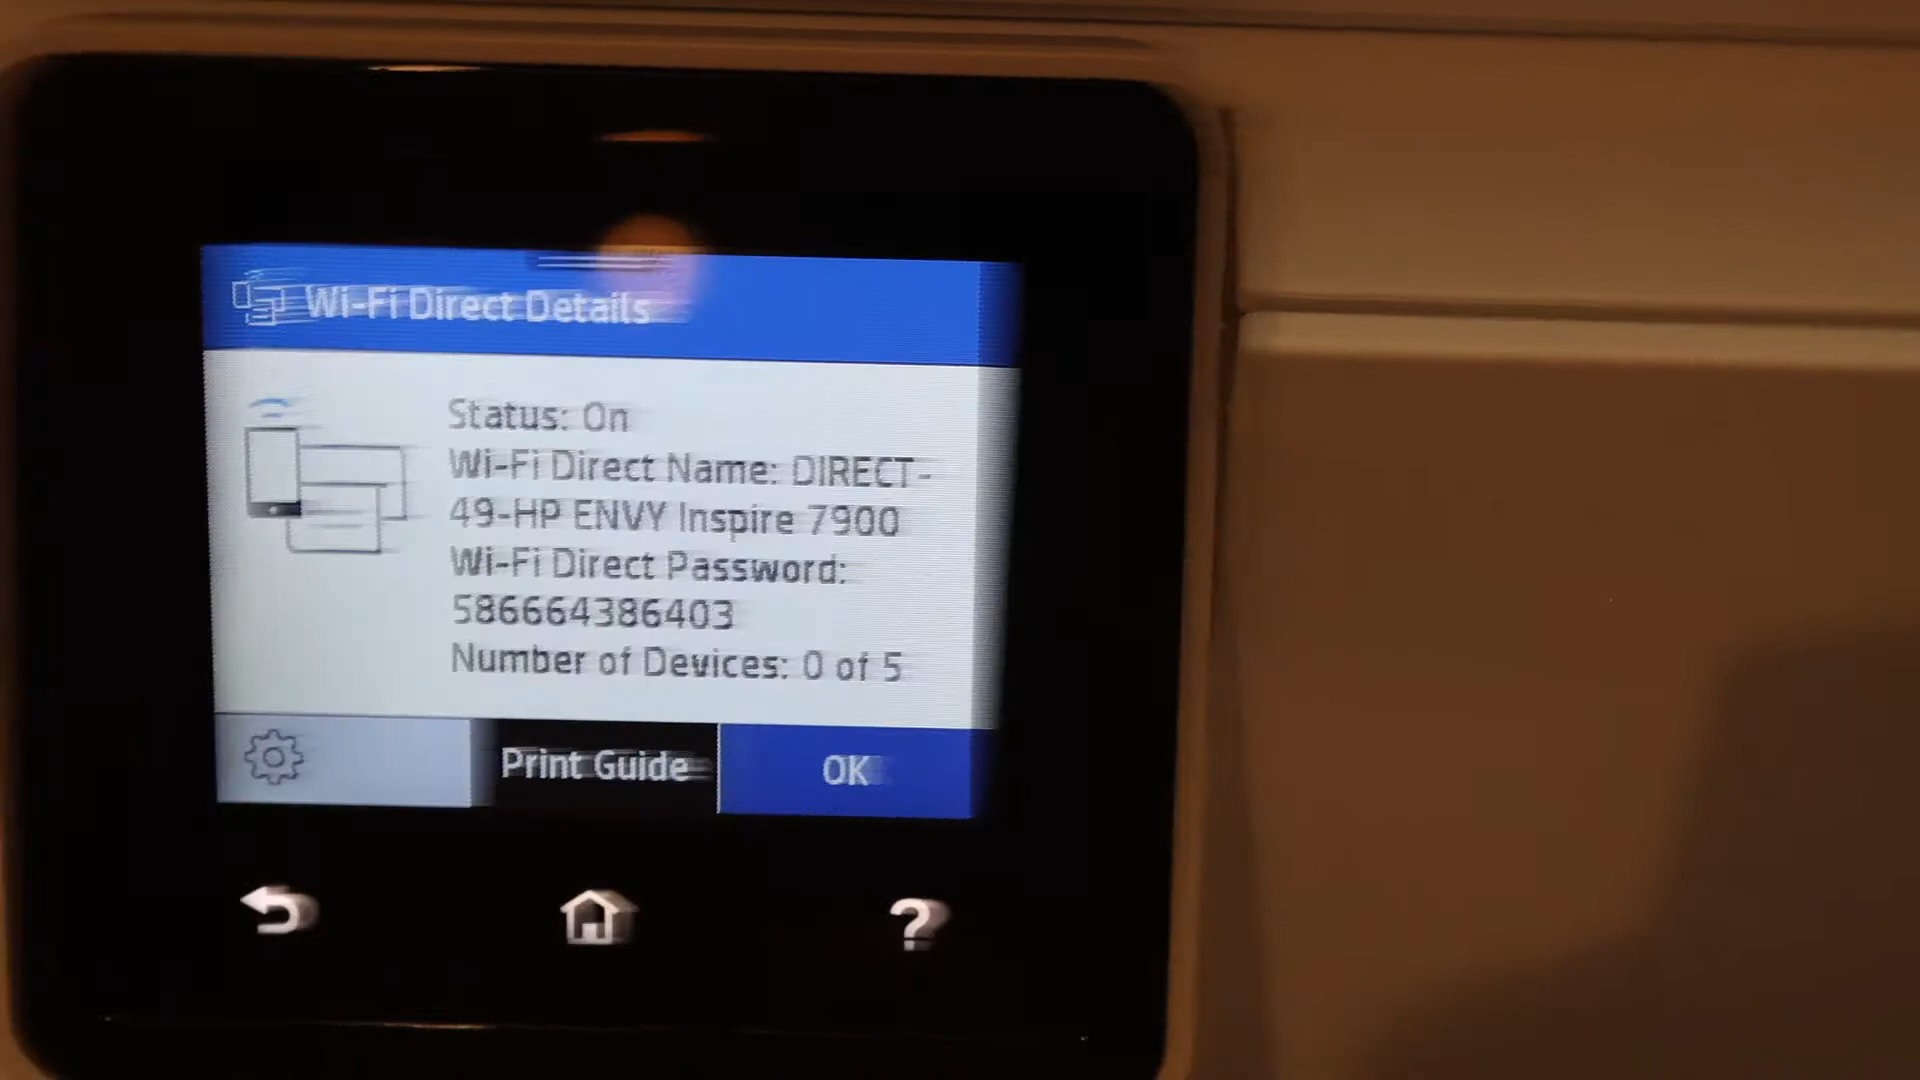 Wi-Fi Direct Details
Status: On
Wi-Fi Direct Name: DIRECT-
49-HP ENVY Inspire 7900
Wi-Fi Direct Password:
586664386403
Number of Devices: 0 of 5
Print Guide
OK
?